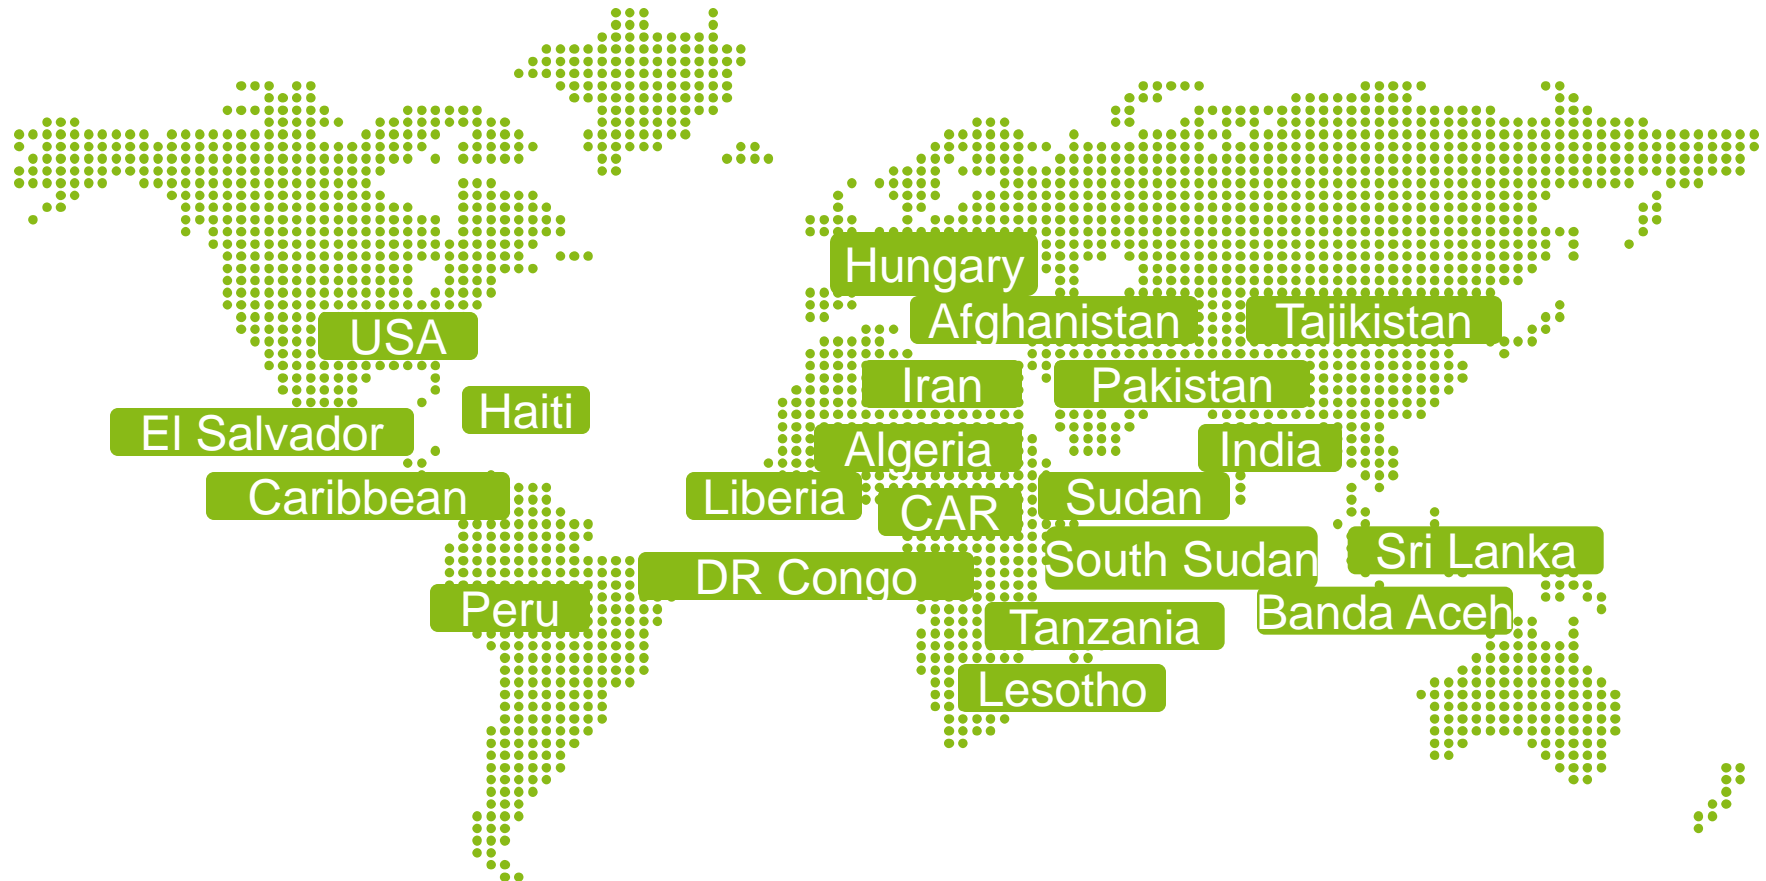 Hungary
Afghanistan
Tajikistan
USA
Iran
Pakistan
Haiti
El Salvador
Algeria
India
Caribbean
Liberia
CAR
Sudan
South Sudan
Sri Lanka
DR Congo
Peru
Banda Aceh
Tanzania
Lesotho